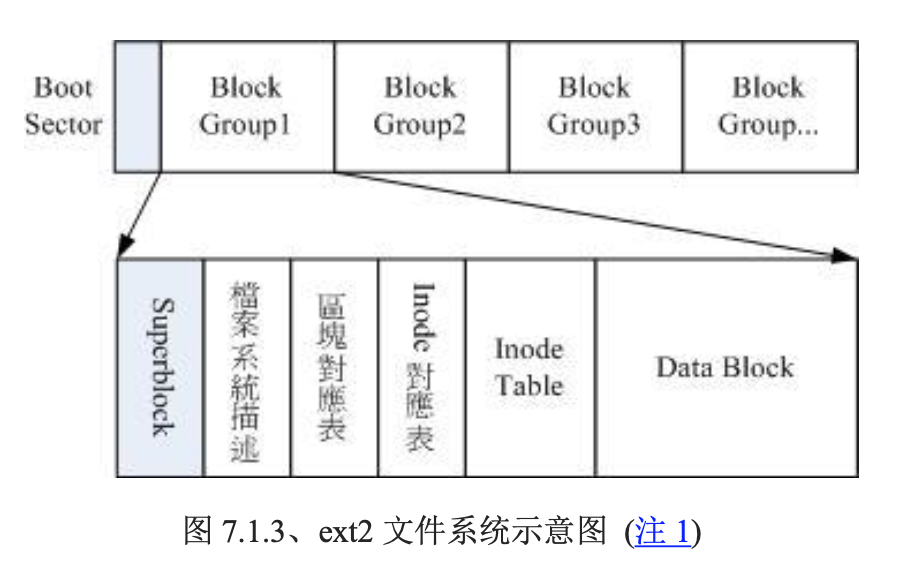 Boot
Sector
Block
Group1
Block
Group2
Block
Group3
Block
Group...
Superblock
檔案系統描述
區塊對應表
Inode 對應表
Inode
Table
Data Block
图 7.1.3、ext2 文件系统示意图 (注 1)